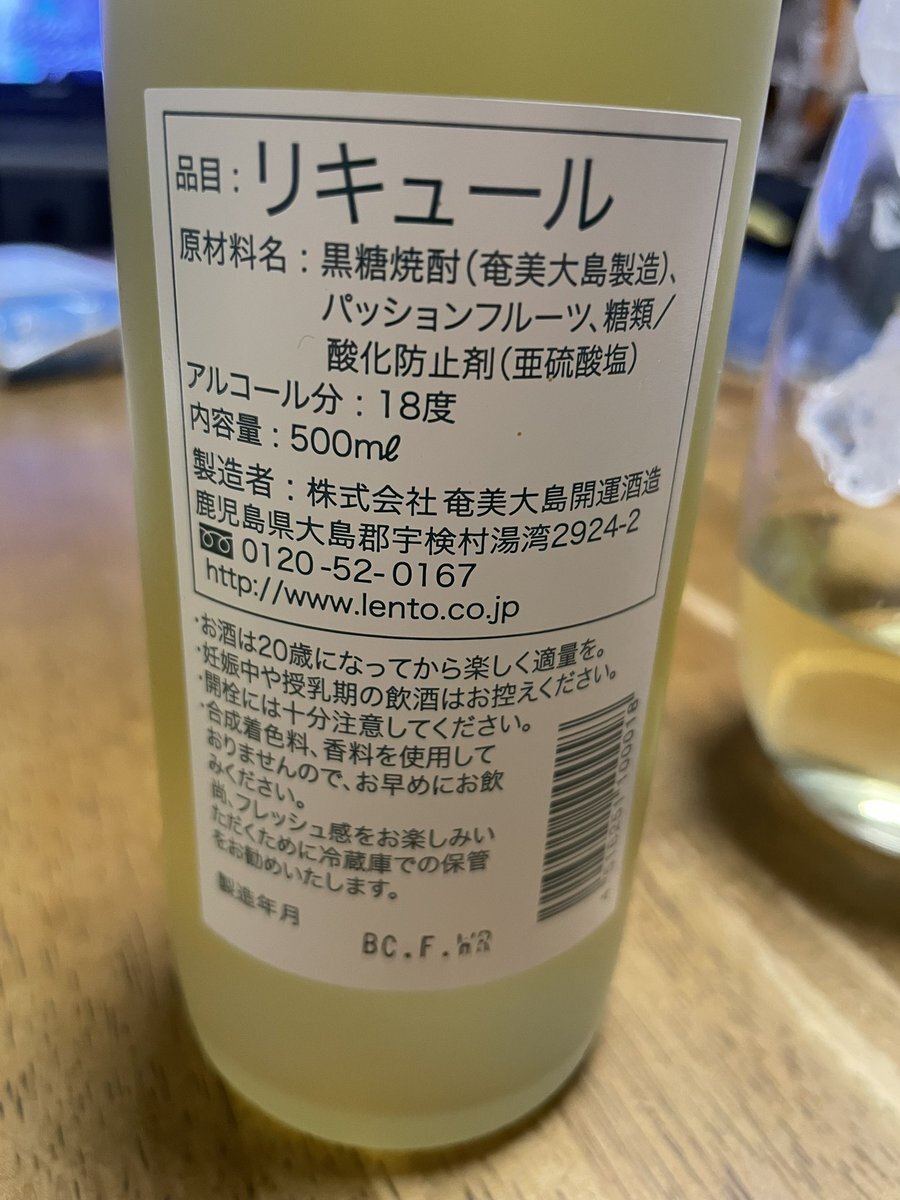 品目：リキュール
原材料名：黒糖焼酎（奄美大島製造）、
パッションフルーツ、糖類／
酸化防止剤（亜硫酸塩）
アルコール分：18度
内容量：500mℓ
製造者：株式会社 奄美大島開運酒造
鹿児島県大島郡宇検村湯湾2924-2
0120-52-0167
http://www.lento.co.jp
・お酒は20歳になってから楽しく適量を。
・妊娠中や授乳期の飲酒はお控えください。
・開栓には十分注意してください。
・合成着色料、香料を使用して
おりませんので、お早めにお飲
みください。
尚、フレッシュ感をお楽しみい
ただくために冷蔵庫での保管
をお勧めいたします。
製造年月
BC.F.